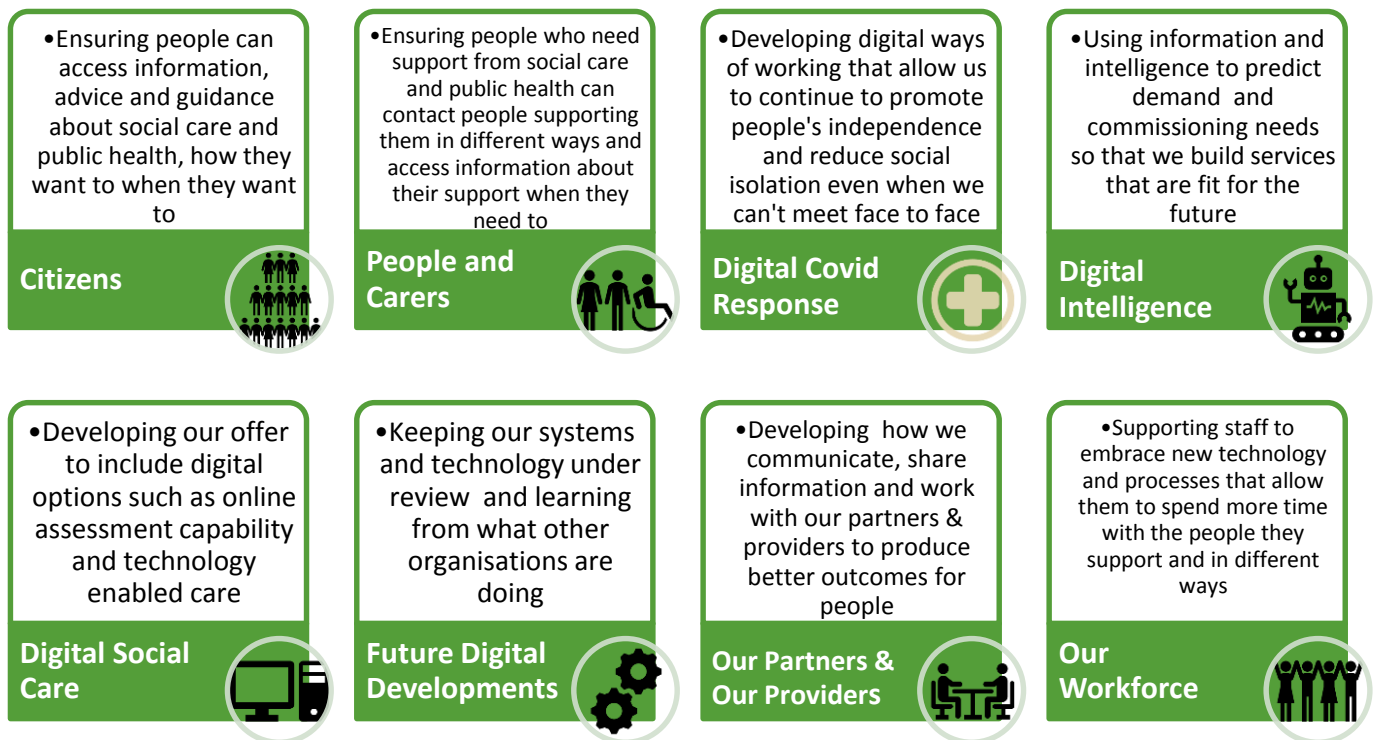 •Ensuring people can
access information,
advice and guidance
about social care and
public health, how they
want to when they want
to
Citizens
•Ensuring people who need
support from social care
and public health can
contact people supporting
them in different ways and
access information about
their support when they
need to
People and
Carers
•Developing digital ways
of working that allow us
to continue to promote
people's independence
and reduce social
isolation even when we
can't meet face to face
Digital Covid
Response
•Using information and
intelligence to predict
demand and
commissioning needs
so that we build services
that are fit for the
future
Digital
Intelligence
•Developing our offer
to include digital
options such as online
assessment capability
and technology
enabled care
Digital Social
Care
•Keeping our systems
and technology under
review and learning
from what other
organisations are
doing
Future Digital
Developments
•Developing how we
communicate, share
information and work
with our partners &
providers to produce
better outcomes for
people
Our Partners &
Our Providers
•Supporting staff to
embrace new technology
and processes that allow
them to spend more time
with the people they
support and in different
ways
Our
Workforce